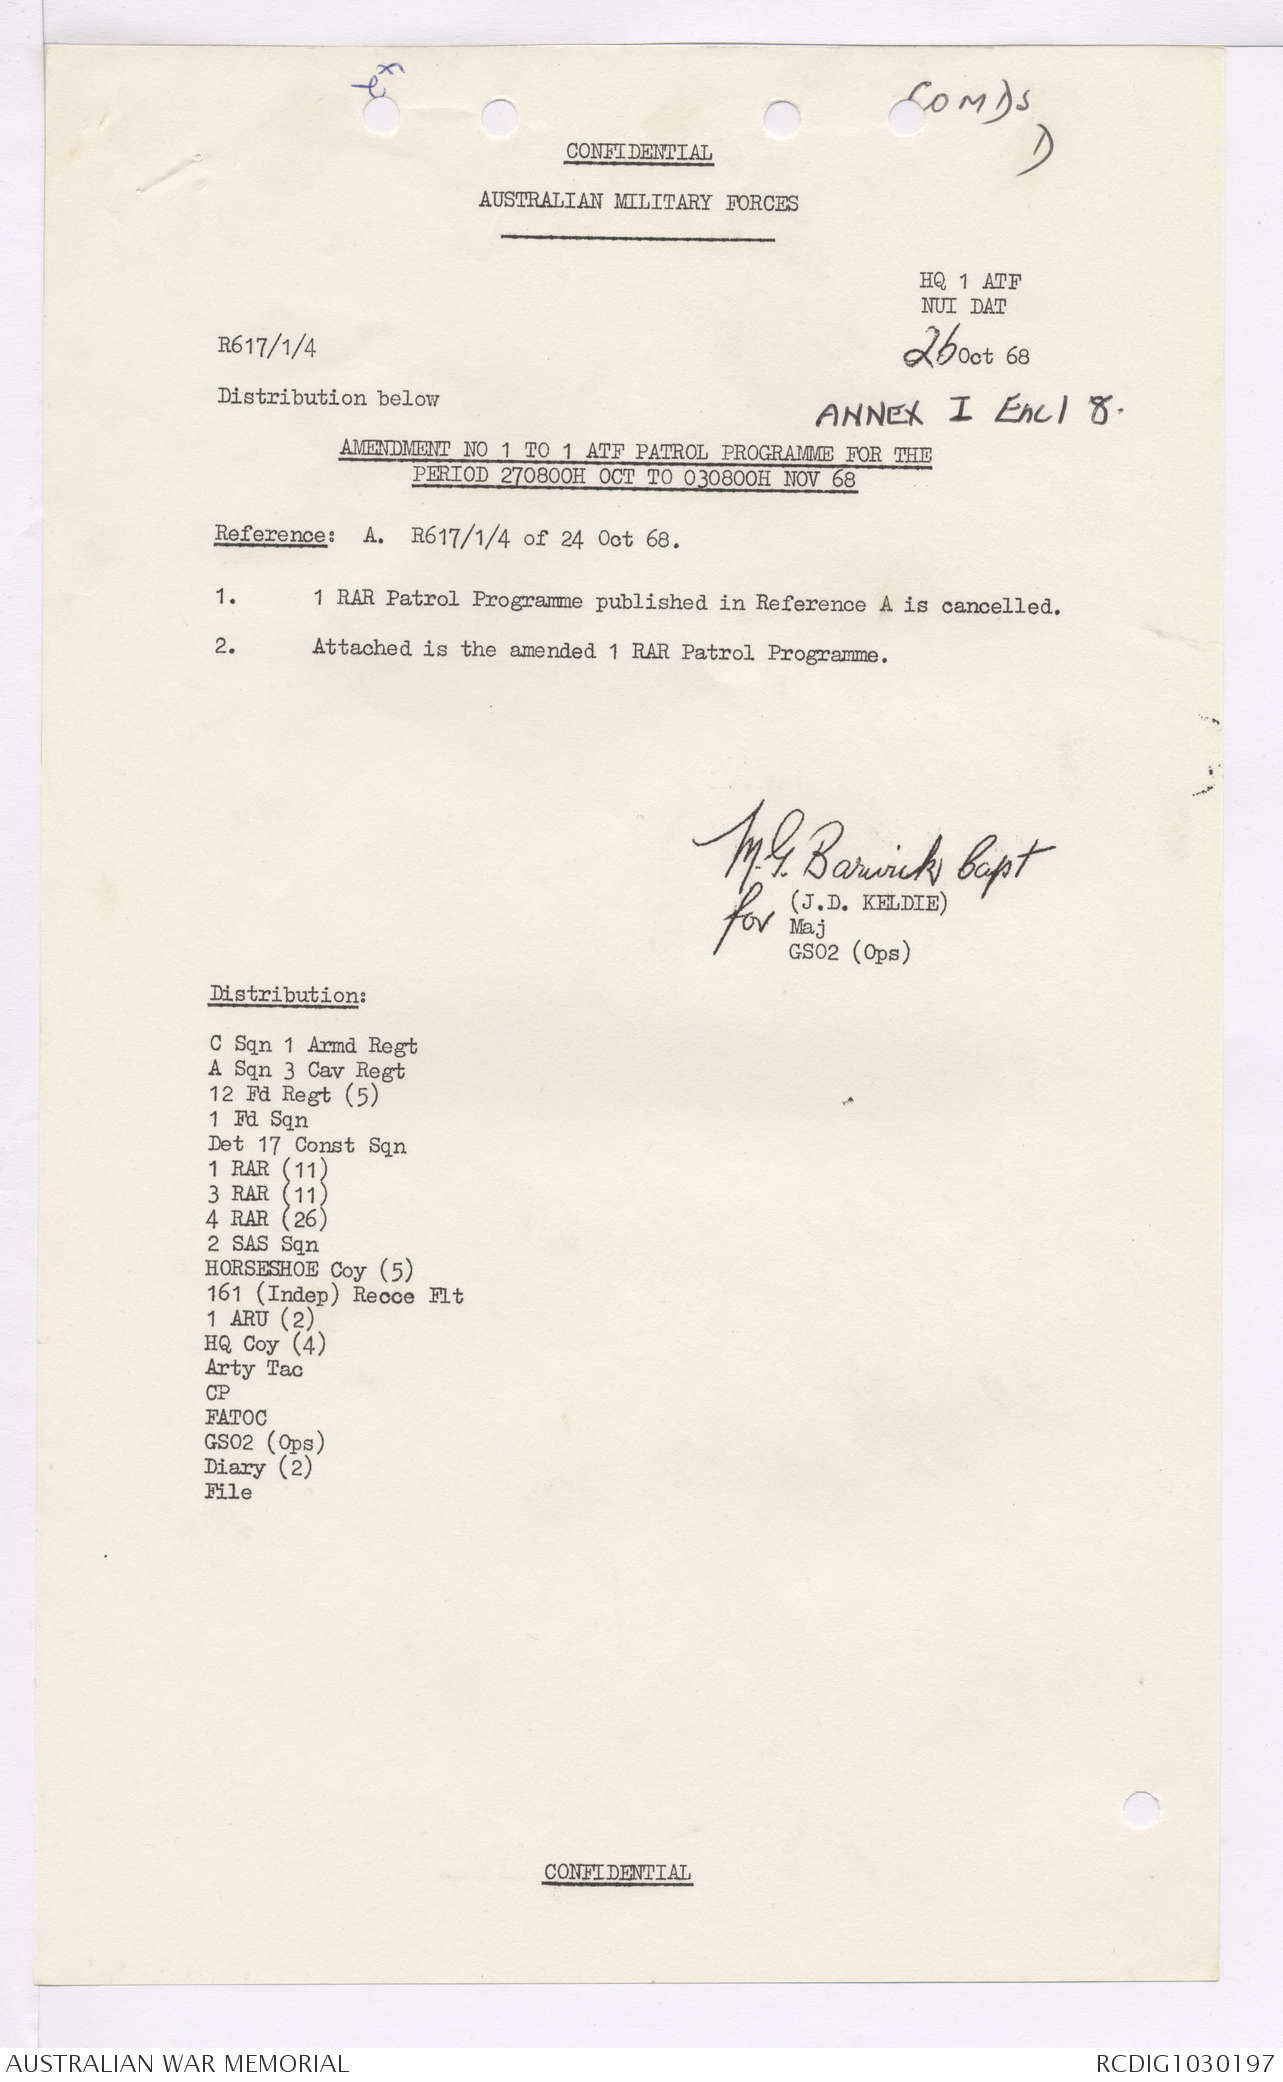 COMDS
D
CONFIDENTIAL
AUSTRALIAN MILITARY FORCES
HQ 1 ATF
NUI DAT
R617/1/4
26 Oct 68
Distribution below
ANNEX I Encl 8.
AMENDMENT NO 1 TO 1 ATF PATROL PROGRAMME FOR THE
PERIOD 270800H OCT TO 030800H NOV 68
Reference: A. R617/1/4 of 24 Oct 68.
1. 1 RAR Patrol Programme published in Reference A is cancelled.
2. Attached is the amended 1 RAR Patrol Programme.
M.G. Barwick Capt
for (J.D. KELDIE)
Maj
GSO2 (Ops)
Distribution:
C Sqn 1 Armd Regt
A Sqn 3 Cav Regt
12 Fd Regt (5)
1 Fd Sqn
Det 17 Const Sqn
1 RAR (11)
3 RAR (11)
4 RAR (26)
2 SAS Sqn
HORSESHOE Coy (5)
161 (Indep) Recce Flt
1 ARU (2)
HQ Coy (4)
Arty Tac
CP
FATOC
GSO2 (Ops)
Diary (2)
File
CONFIDENTIAL
AUSTRALIAN WAR MEMORIAL
RCDIG1030197